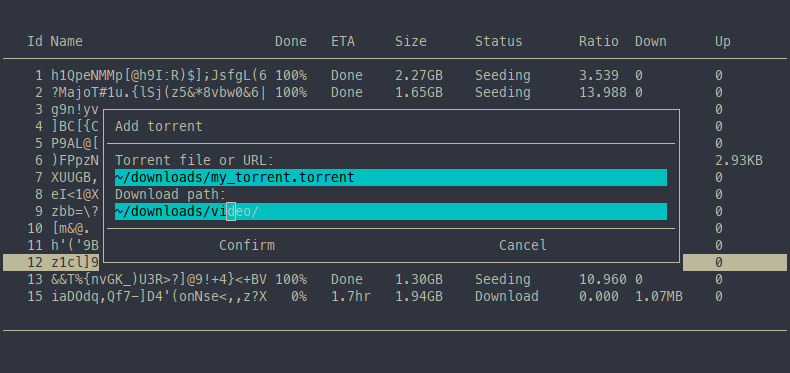 Id Name Done ETA Size Status Ratio Down Up
1 h1QpeNMMp[@h9I:R)$];JsfgL(6 100% Done 2.27GB Seeding 3.539 0 0
2 ?MajoT#1u.{lSj(z5&*8vbw0&6| 100% Done 1.65GB Seeding 13.988 0 0
3 g9n!yv 0
4 ]BC[{C Add torrent 0
5 P9AL@[ 0
6 )FPpzN Torrent file or URL: 2.93KB
7 XUUGB, ~/downloads/my_torrent.torrent 0
8 eI<1@X Download path: 0
9 zbb=\? ~/downloads/video/ 0
10 [m&@. 0
11 h'('9B Confirm Cancel 0
12 z1cl]9 0
13 &&T%{nvGK_)U3R>?]@9!+4}<+BV 100% Done 1.30GB Seeding 10.960 0 0
15 iaDOdq,Qf7-]D4'(onNse<,,z?X 0% 1.7hr 1.94GB Download 0.000 1.07MB 0